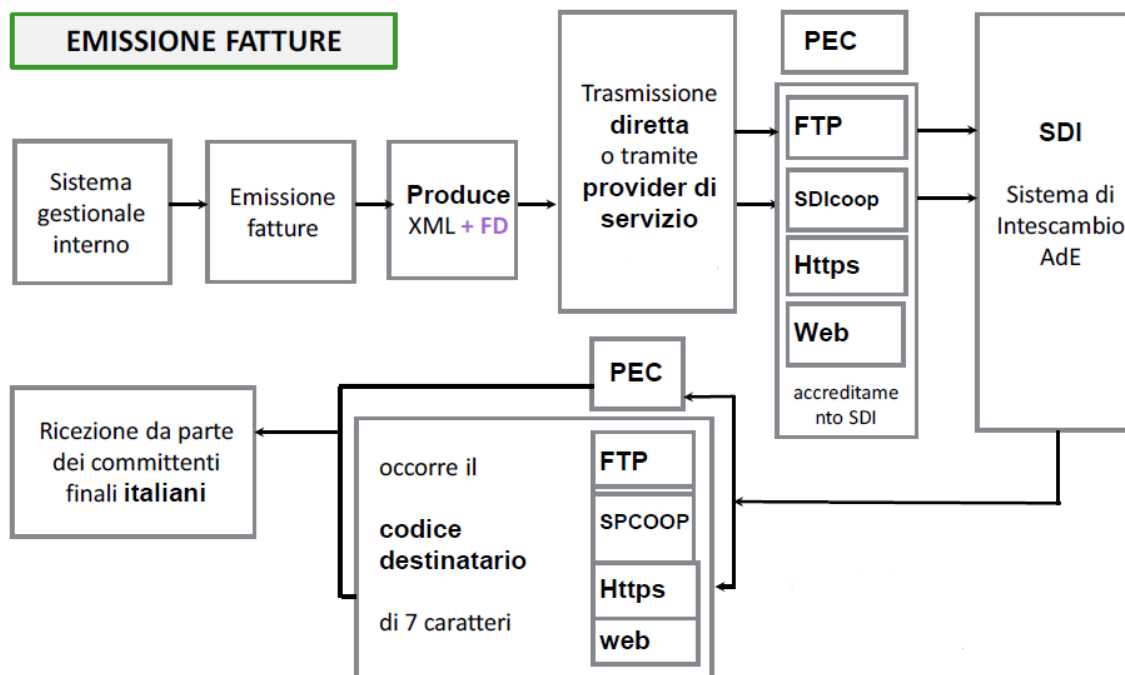 EMISSIONE FATTURE
Sistema
gestionale
interno
Emissione
fatture
Produce
XML + FD
Trasmissione
diretta
o tramite
provider di
servizio
PEC
FTP
SDIcoop
Https
Web
accreditame
nto SDI
SDI
Sistema di
Intescambio
AdE
Ricezione da parte
dei committenti
finali italiani
PEC
occorre il
codice
destinatario
di 7 caratteri
FTP
SPCOOP
Https
web